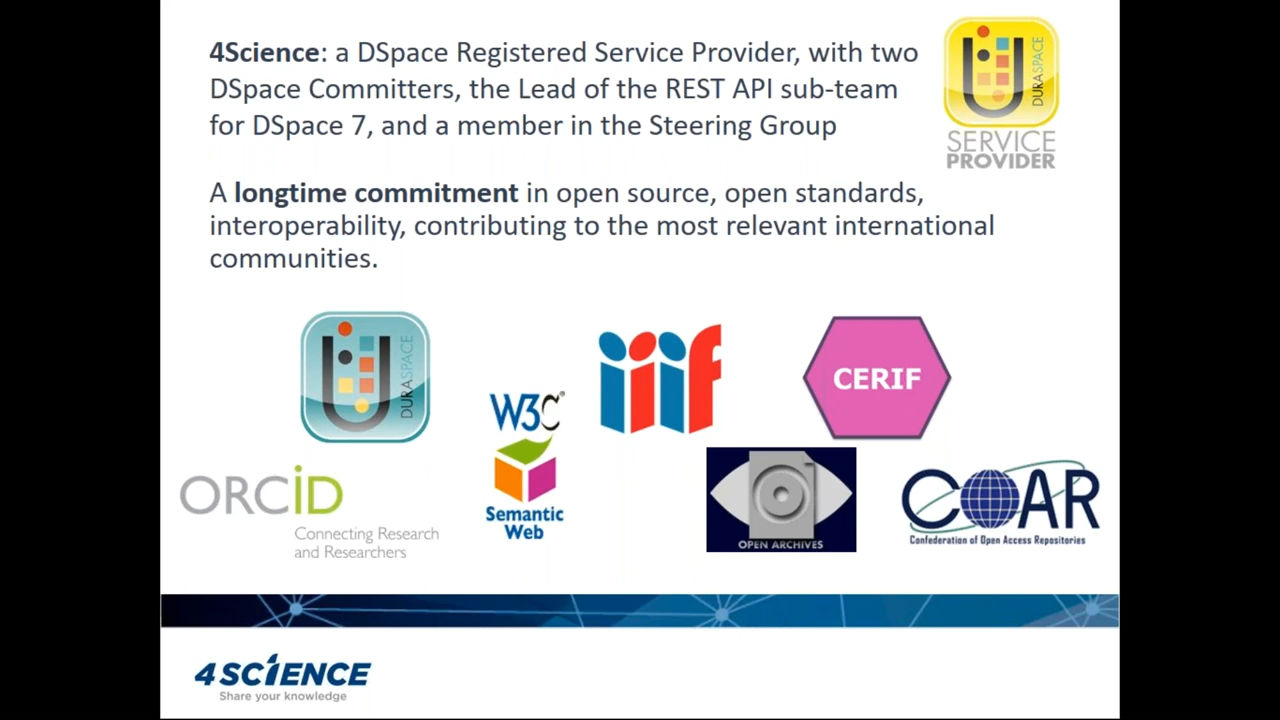 4Science: a DSpace Registered Service Provider, with two
DSpace Committers, the Lead of the REST API sub-team
for DSpace 7, and a member in the Steering Group
DURASPACE
SERVICE
PROVIDER
A longtime commitment in open source, open standards,
interoperability, contributing to the most relevant international
communities.
DURASPACE
W3C®
Semantic
Web
iiif
CERIF
ORCiD
Connecting Research
and Researchers
OPEN ARCHIVES
COAR
Confederation of Open Access Repositories
4SCIENCE
Share your knowledge